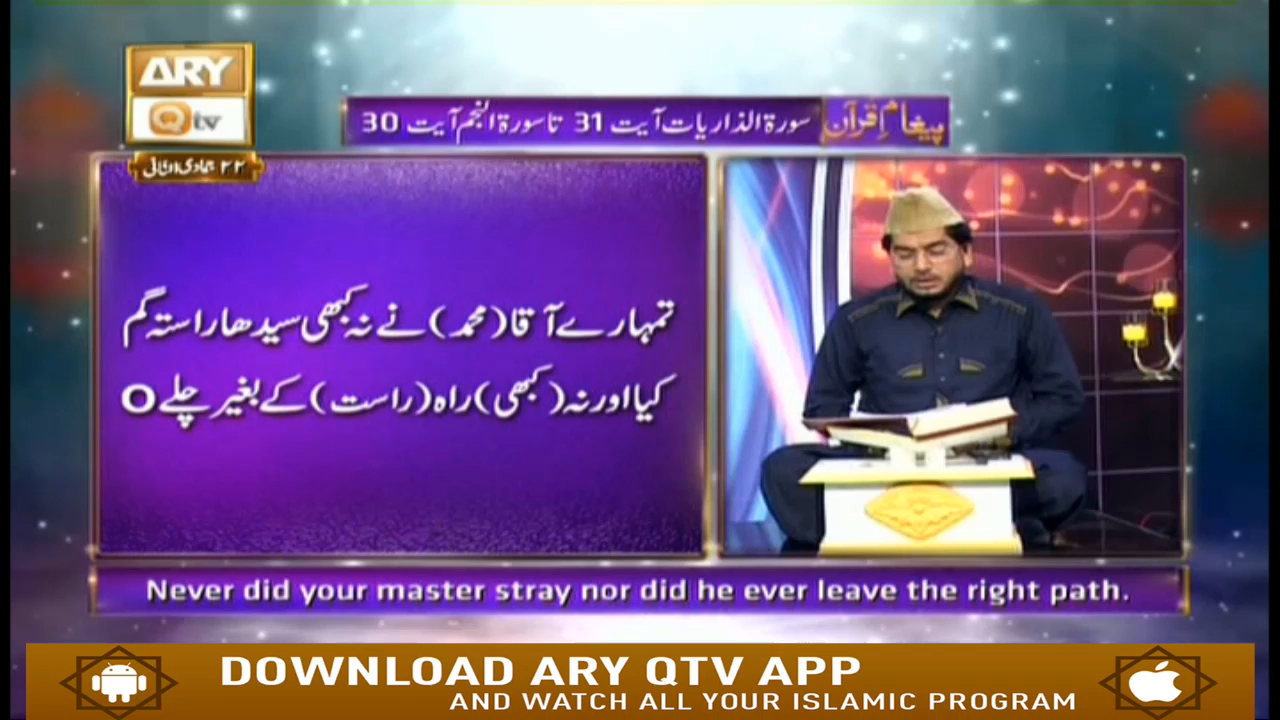 ARY
Qtv
۲۲ جمادی الثانی
پیغامِ قرآن
سورۃ الذاریات آیت 31 تا سورۃ النجم آیت 30
تمہارے آقا (محمد) نے نہ کبھی سیدھا راستہ گم
کیا اور نہ (کبھی) راہ (راست) کے بغیر چلے O
Never did your master stray nor did he ever leave the right path.
DOWNLOAD ARY QTV APP
AND WATCH ALL YOUR ISLAMIC PROGRAM